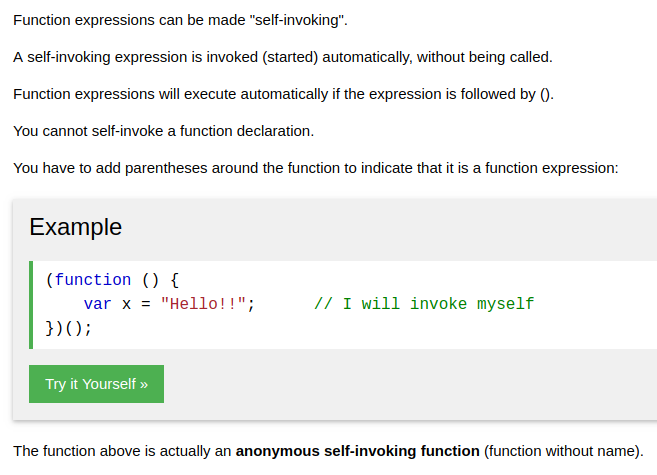 Function expressions can be made "self-invoking".
A self-invoking expression is invoked (started) automatically, without being called.
Function expressions will execute automatically if the expression is followed by ().
You cannot self-invoke a function declaration.
You have to add parentheses around the function to indicate that it is a function expression:
Example
(function () {
    var x = "Hello!!";      // I will invoke myself
})();
Try it Yourself »
The function above is actually an anonymous self-invoking function (function without name).